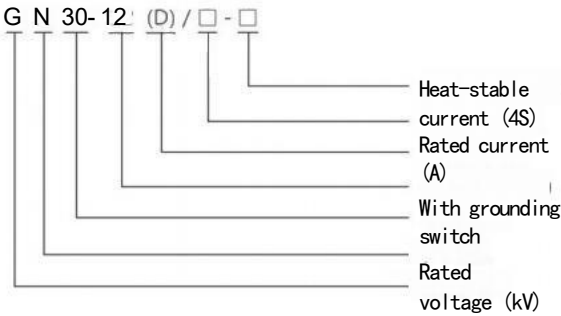 G N 30- 12 (D) / □ - □
Heat-stable
current (4S)
Rated current
(A)
With grounding
switch
Rated
voltage (kV)